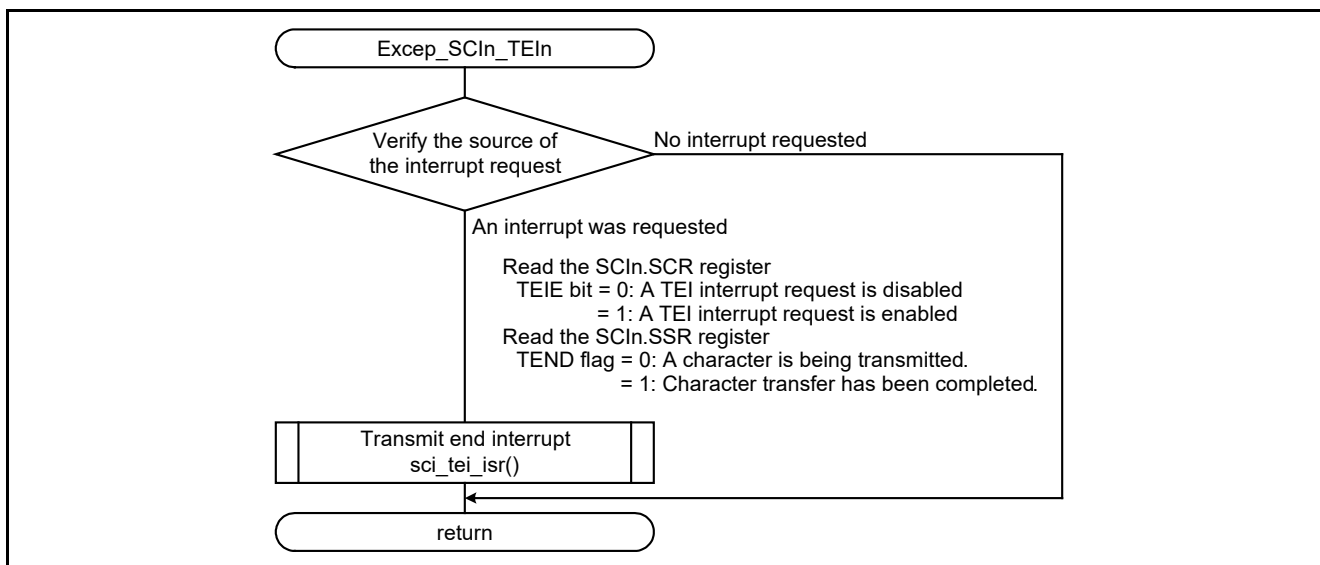 Excep_SCIn_TEIn
Verify the source of
the interrupt request
No interrupt requested
An interrupt was requested
Read the SCIn.SCR register
TEIE bit = 0: A TEI interrupt request is disabled
= 1: A TEI interrupt request is enabled
Read the SCIn.SSR register
TEND flag = 0: A character is being transmitted.
= 1: Character transfer has been completed.
Transmit end interrupt
sci_tei_isr()
return